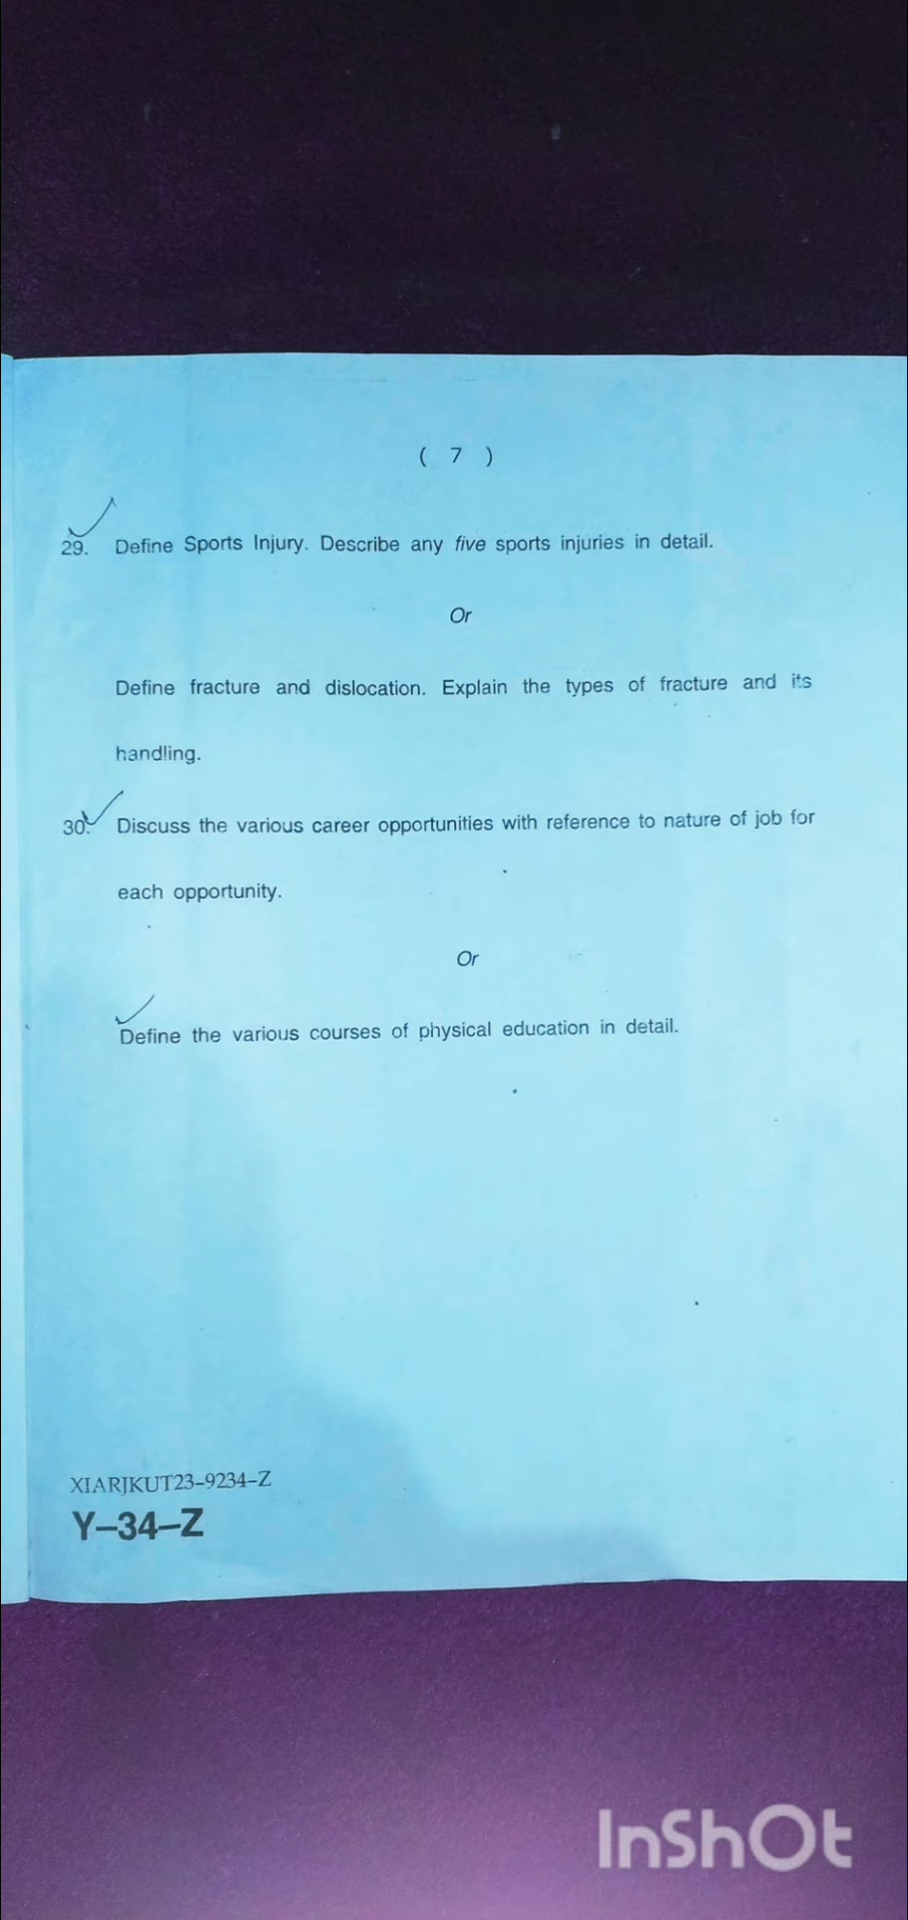 ( 7 )
29. Define Sports Injury. Describe any five sports injuries in detail.
Or
Define fracture and dislocation. Explain the types of fracture and its
handling.
30. Discuss the various career opportunities with reference to nature of job for
each opportunity.
Or
Define the various courses of physical education in detail.
XIARJKUT23-9234-Z
Y-34-Z
InShOt